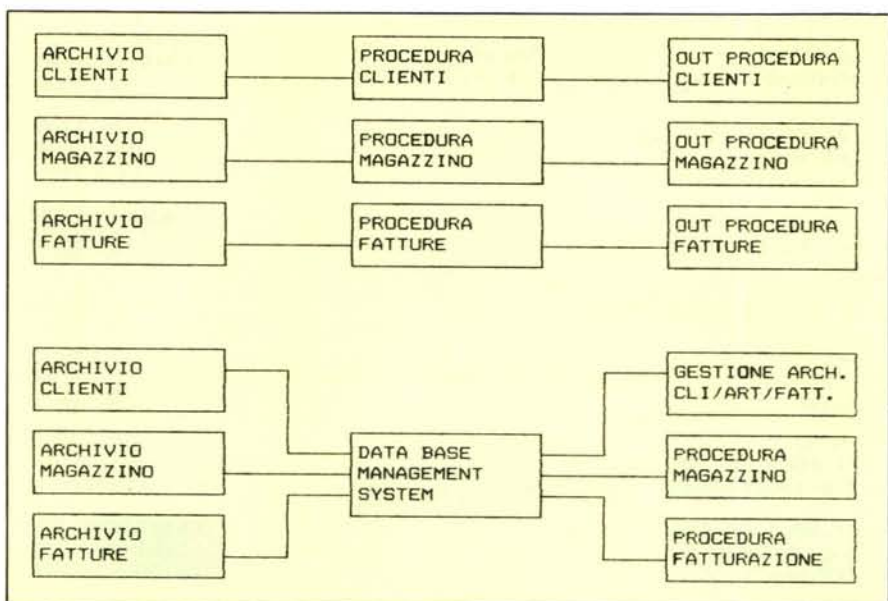 ARCHIVIO
CLIENTI
PROCEDURA
CLIENTI
OUT PROCEDURA
CLIENTI
ARCHIVIO
MAGAZZINO
PROCEDURA
MAGAZZINO
OUT PROCEDURA
MAGAZZINO
ARCHIVIO
FATTURE
PROCEDURA
FATTURE
OUT PROCEDURA
FATTURE
ARCHIVIO
CLIENTI
GESTIONE ARCH.
CLI/ART/FATT.
ARCHIVIO
MAGAZZINO
DATA BASE
MANAGEMENT
SYSTEM
PROCEDURA
MAGAZZINO
ARCHIVIO
FATTURE
PROCEDURA
FATTURAZIONE